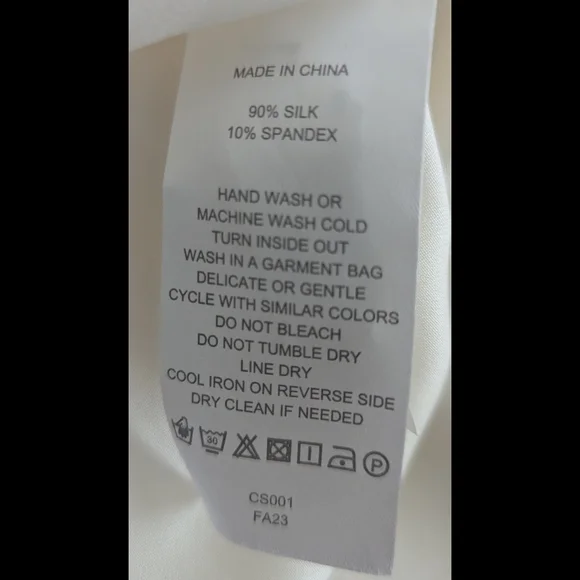 MADE IN CHINA
90% SILK
10% SPANDEX
HAND WASH OR
MACHINE WASH COLD
TURN INSIDE OUT
WASH IN A GARMENT BAG
DELICATE OR GENTLE
CYCLE WITH SIMILAR COLORS
DO NOT BLEACH
DO NOT TUMBLE DRY
LINE DRY
COOL IRON ON REVERSE SIDE
DRY CLEAN IF NEEDED
30 P
CS001
FA23